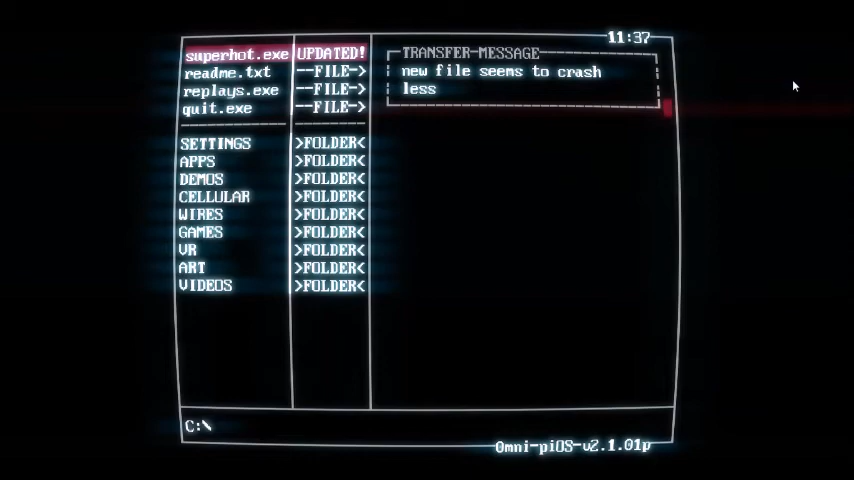 11:37
superhot.exe UPDATED!
readme.txt --FILE->
replays.exe --FILE->
quit.exe --FILE->
SETTINGS >FOLDER<
APPS >FOLDER<
DEMOS >FOLDER<
CELLULAR >FOLDER<
WIRES >FOLDER<
GAMES >FOLDER<
VR >FOLDER<
ART >FOLDER<
VIDEOS >FOLDER<
TRANSFER-MESSAGE
new file seems to crash
less
C:\
Omni-piOS-v2.1.01p